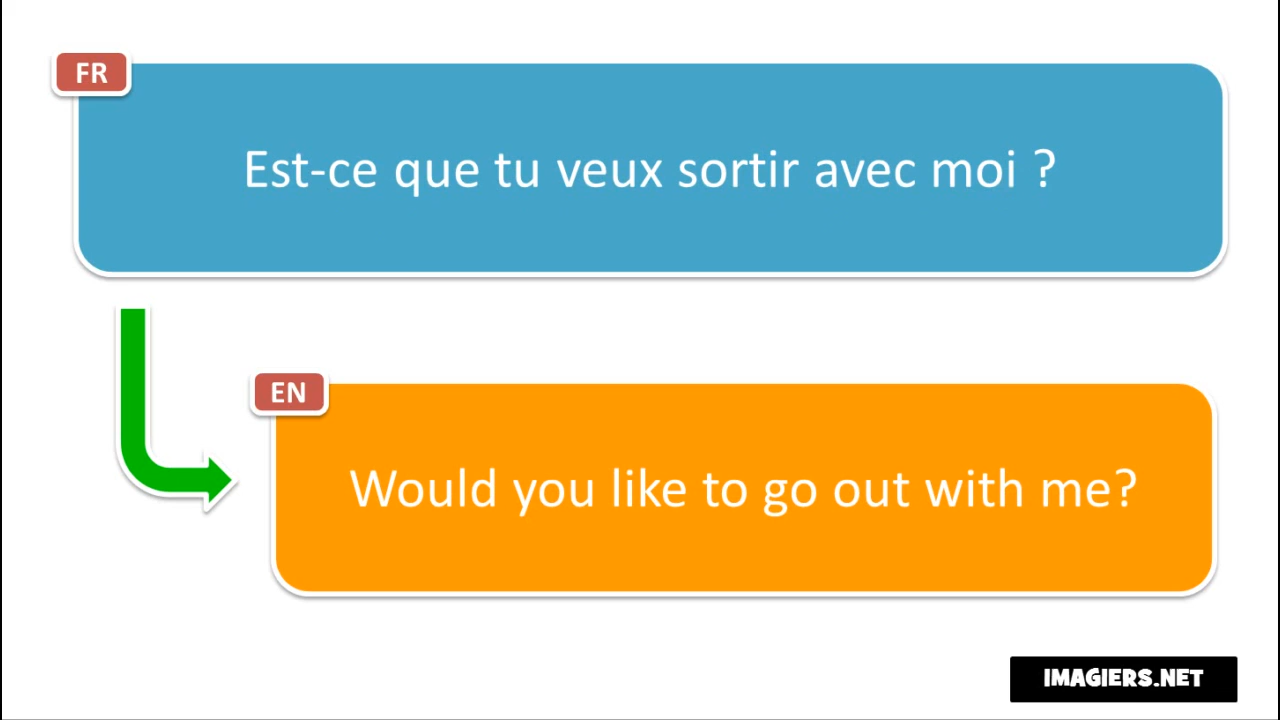 FR
Est-ce que tu veux sortir avec moi ?
EN
Would you like to go out with me?
IMAGIERS.NET